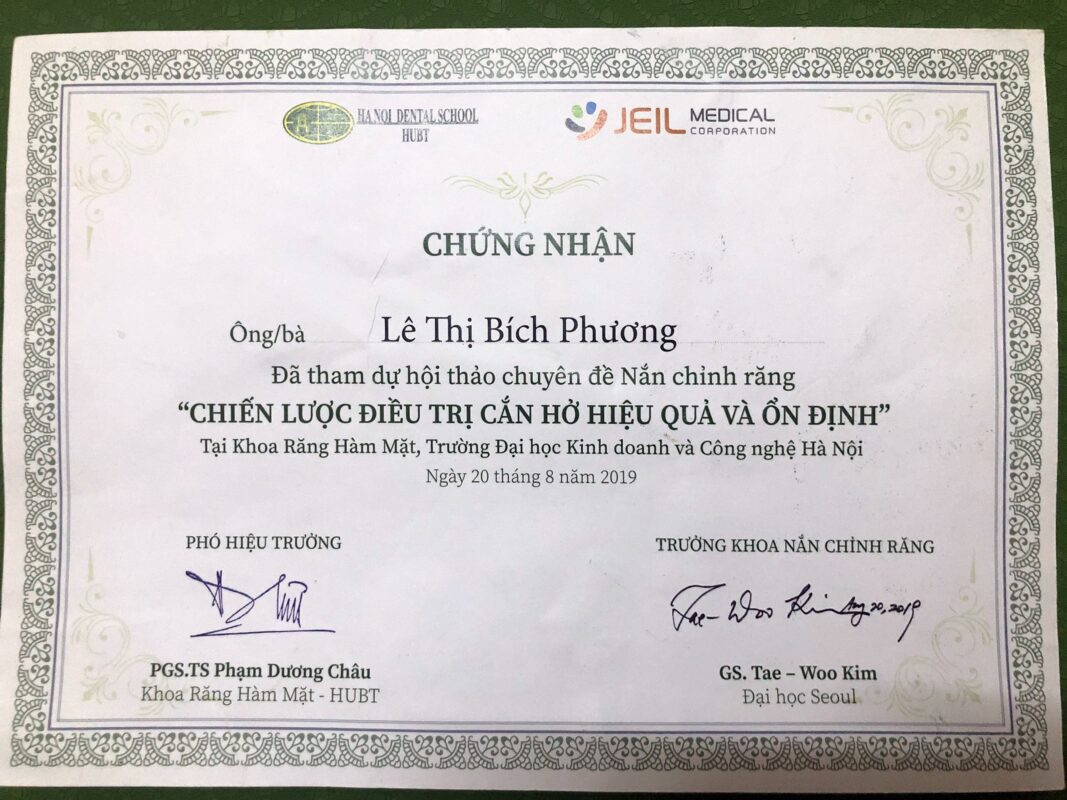 HANOI DENTAL SCHOOL
HUBT
JEIL MEDICAL
CORPORATION
CHỨNG NHẬN
Ông/bà Lê Thị Bích Phương
Đã tham dự hội thảo chuyên đề Nắn chỉnh răng
“CHIẾN LƯỢC ĐIỀU TRỊ CẮN HỞ HIỆU QUẢ VÀ ỔN ĐỊNH”
Tại Khoa Răng Hàm Mặt, Trường Đại học Kinh doanh và Công nghệ Hà Nội
Ngày 20 tháng 8 năm 2019
PHÓ HIỆU TRƯỞNG
TRƯỞNG KHOA NẮN CHỈNH RĂNG
Tae-Woo Kim Aug 20, 2019
PGS.TS Phạm Dương Châu
Khoa Răng Hàm Mặt - HUBT
GS. Tae – Woo Kim
Đại học Seoul